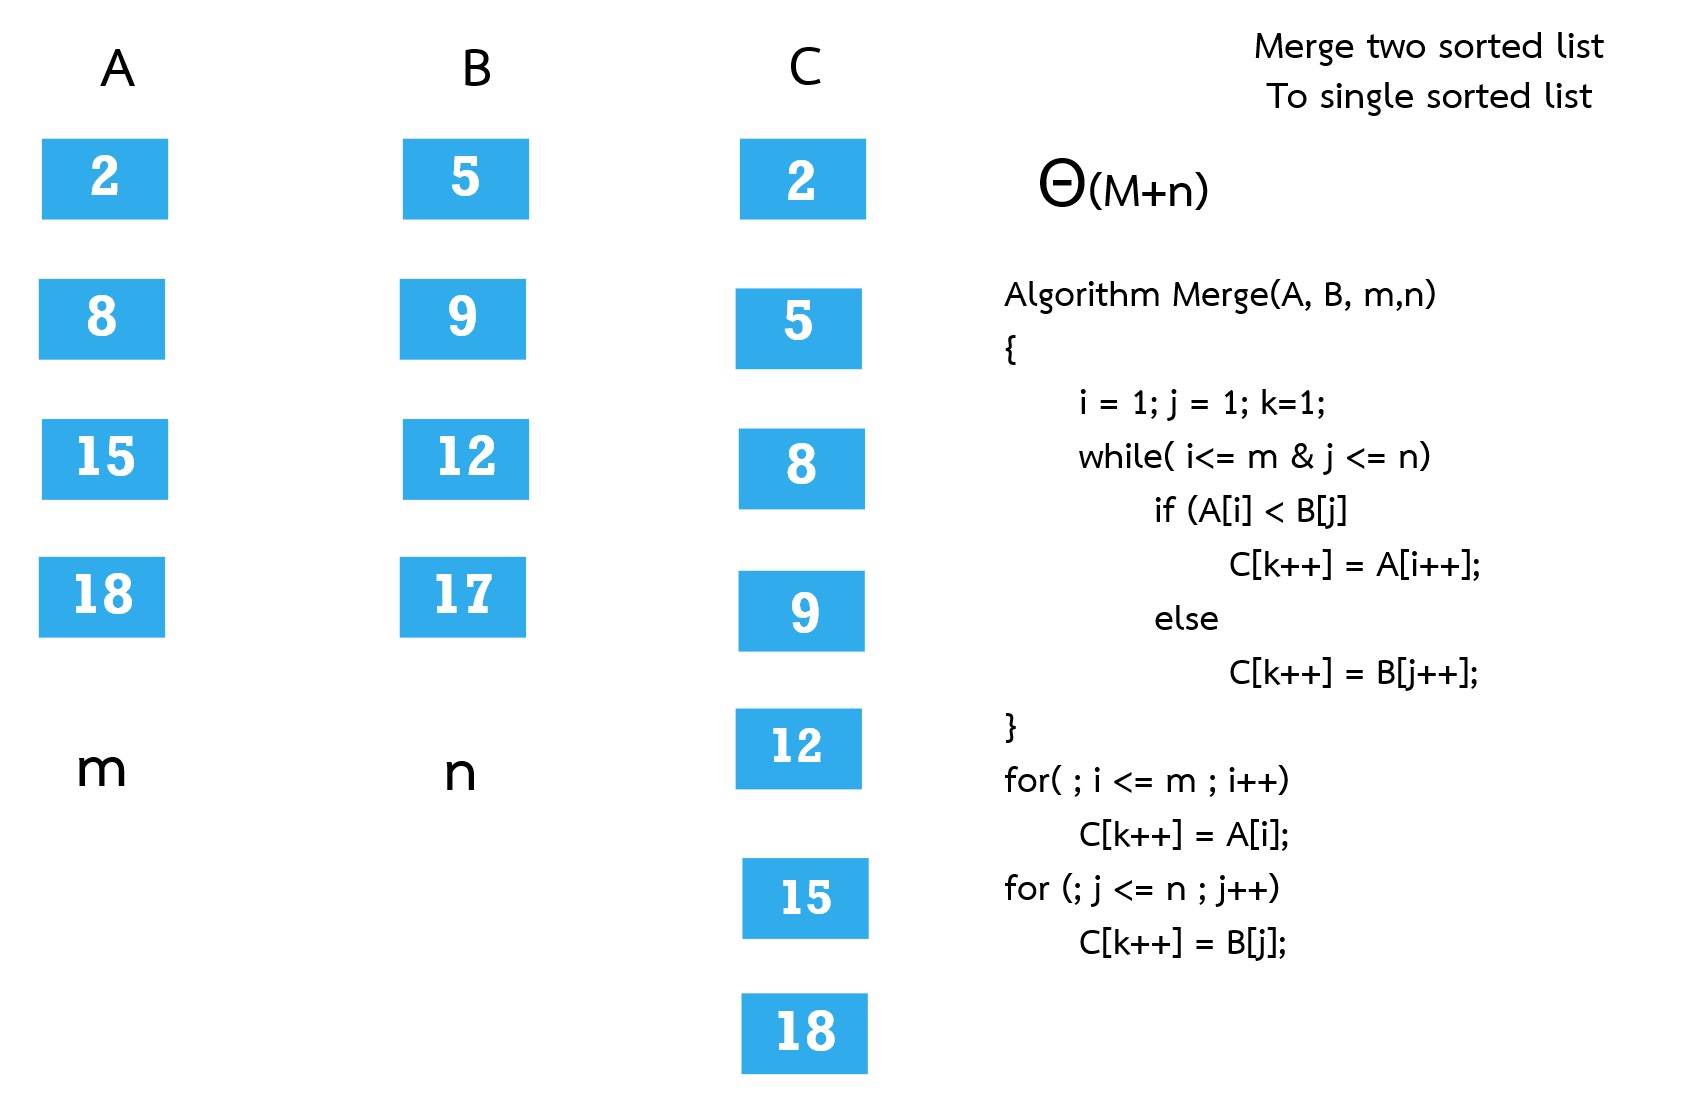 A B C
2 5 2
8 9 5
15 12 8
18 17 9
12
15
18
m n
Merge two sorted list
To single sorted list
Θ(M+n)
Algorithm Merge(A, B, m,n)
{
i = 1; j = 1; k=1;
while( i<= m & j <= n)
if (A[i] < B[j]
C[k++] = A[i++];
else
C[k++] = B[j++];
}
for( ; i <= m ; i++)
C[k++] = A[i];
for (; j <= n ; j++)
C[k++] = B[j];